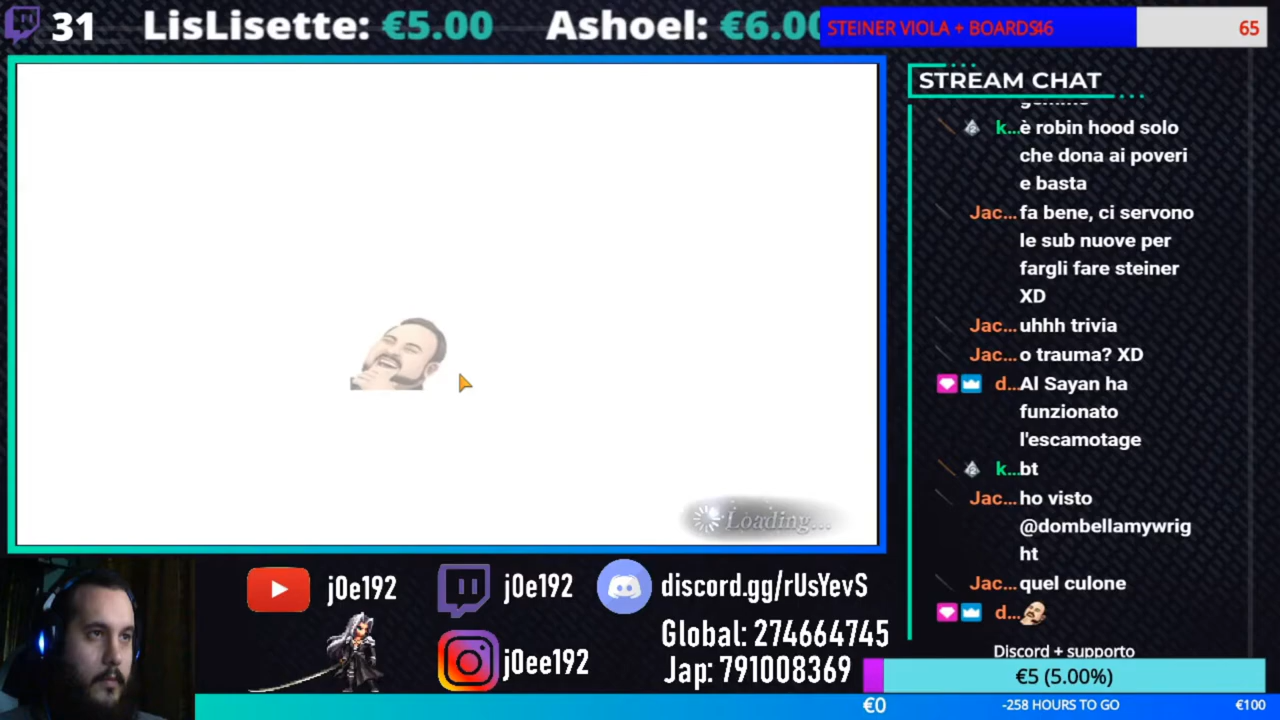 31 LisLisette: €5.00 Ashoel: €6.00
STEINER VIOLA + BOARDS 46 65
STREAM CHAT
k... è robin hood solo
che dona ai poveri
e basta
Jac... fa bene, ci servono
le sub nuove per
fargli fare steiner
XD
Jac... uhhh trivia
Jac... o trauma? XD
d... Al Sayan ha
funzionato
l'escamotage
k... bt
Jac... ho visto
@dombellamywrig
ht
Jac... quel culone
d...
Loading...
j0e192 j0e192 discord.gg/rUsYevS
j0ee192
Global: 274664745
Jap: 791008369
Discord + supporto
€5 (5.00%)
€0 -258 HOURS TO GO €100